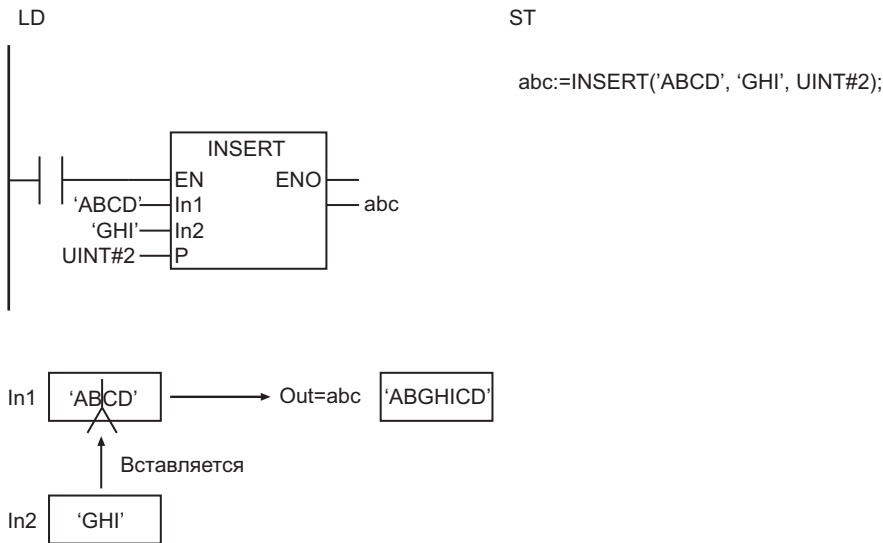 LD
ST
abc:=INSERT('ABCD', 'GHI', UINT#2);
INSERT
EN ENO
'ABCD' In1 abc
'GHI' In2
UINT#2 P
In1 'ABCD' Out=abc 'ABGHICD'
Вставляется
In2 'GHI'